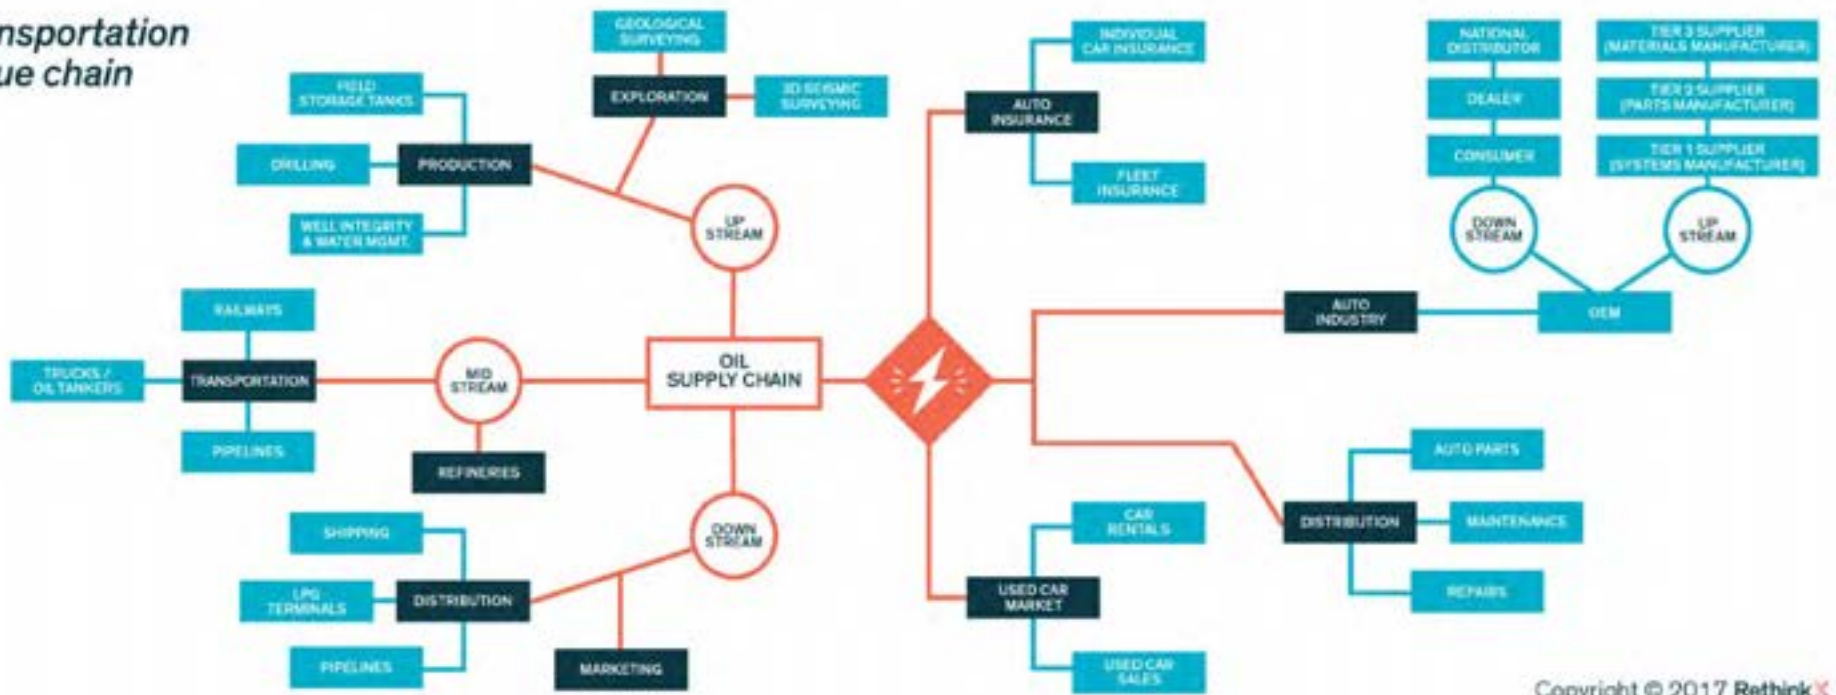 nsportation
ue chain
GEOLOGICAL
SURVEYING
EXPLORATION
3D SEISMIC
SURVEYING
FIELD
STORAGE TANKS
DRILLING
PRODUCTION
WELL INTEGRITY
& WATER MGMT.
UP
STREAM
RAILWAYS
TRUCKS /
OIL TANKERS
TRANSPORTATION
PIPELINES
MID
STREAM
REFINERIES
OIL
SUPPLY CHAIN
DOWN
STREAM
SHIPPING
LPG
TERMINALS
DISTRIBUTION
PIPELINES
MARKETING
INDIVIDUAL
CAR INSURANCE
AUTO
INSURANCE
FLEET
INSURANCE
NATIONAL
DISTRIBUTOR
DEALER
CONSUMER
DOWN
STREAM
TIER 3 SUPPLIER
(MATERIALS MANUFACTURER)
TIER 2 SUPPLIER
(PARTS MANUFACTURER)
TIER 1 SUPPLIER
(SYSTEMS MANUFACTURER)
UP
STREAM
AUTO
INDUSTRY
OEM
AUTO PARTS
DISTRIBUTION
MAINTENANCE
REPAIRS
CAR
RENTALS
USED CAR
MARKET
USED CAR
SALES
Copyright © 2017 RethinkX